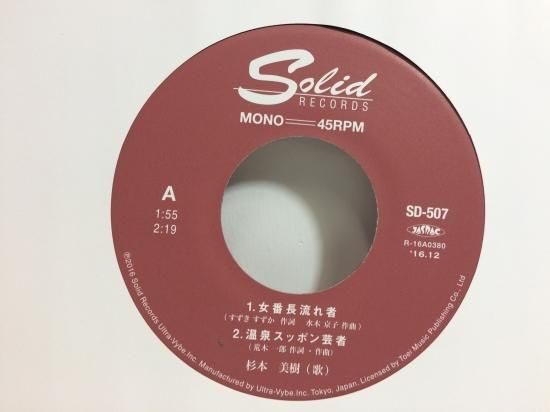 Solid
RECORDS
MONO 45RPM
A
1:55
2:19
SD-507
JASRAC
R-16A0380
'16.12
1.女番長流れ者
(すずき すずか 作詞 水木 京子 作曲)
2.温泉スッポン芸者
(荒木 一郎 作詞・作曲)
杉本 美樹(歌)
Ⓟ2016 Solid Records Ultra-Vybe.Inc. Manufactured by Ultra-Vybe.Inc. Tokyo, Japan. Licensed by Toei Music Publishing Co., Ltd